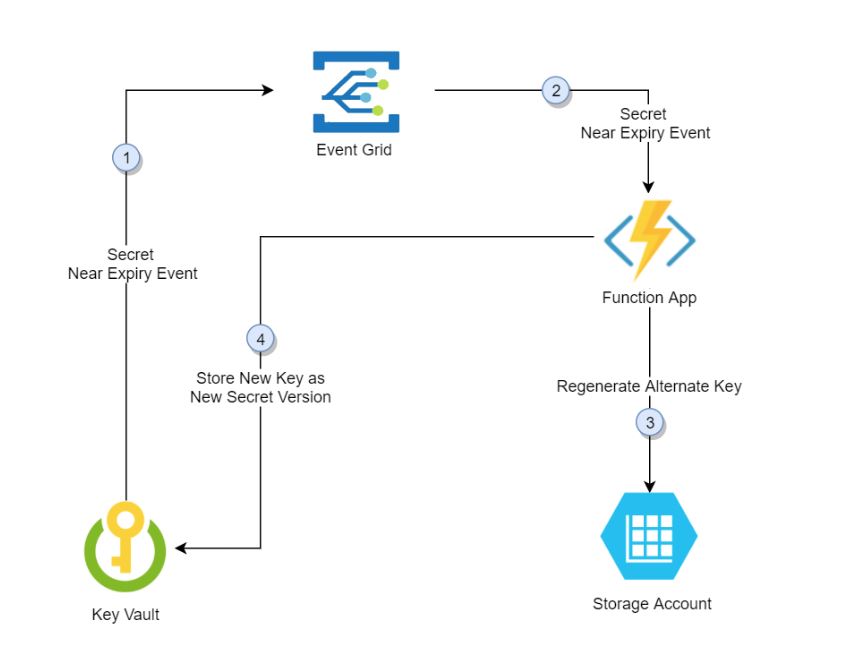 2
Secret
Near Expiry Event
Event Grid
1
Secret
Near Expiry Event
Function App
4
Store New Key as
New Secret Version
Regenerate Alternate Key
3
Storage Account
Key Vault